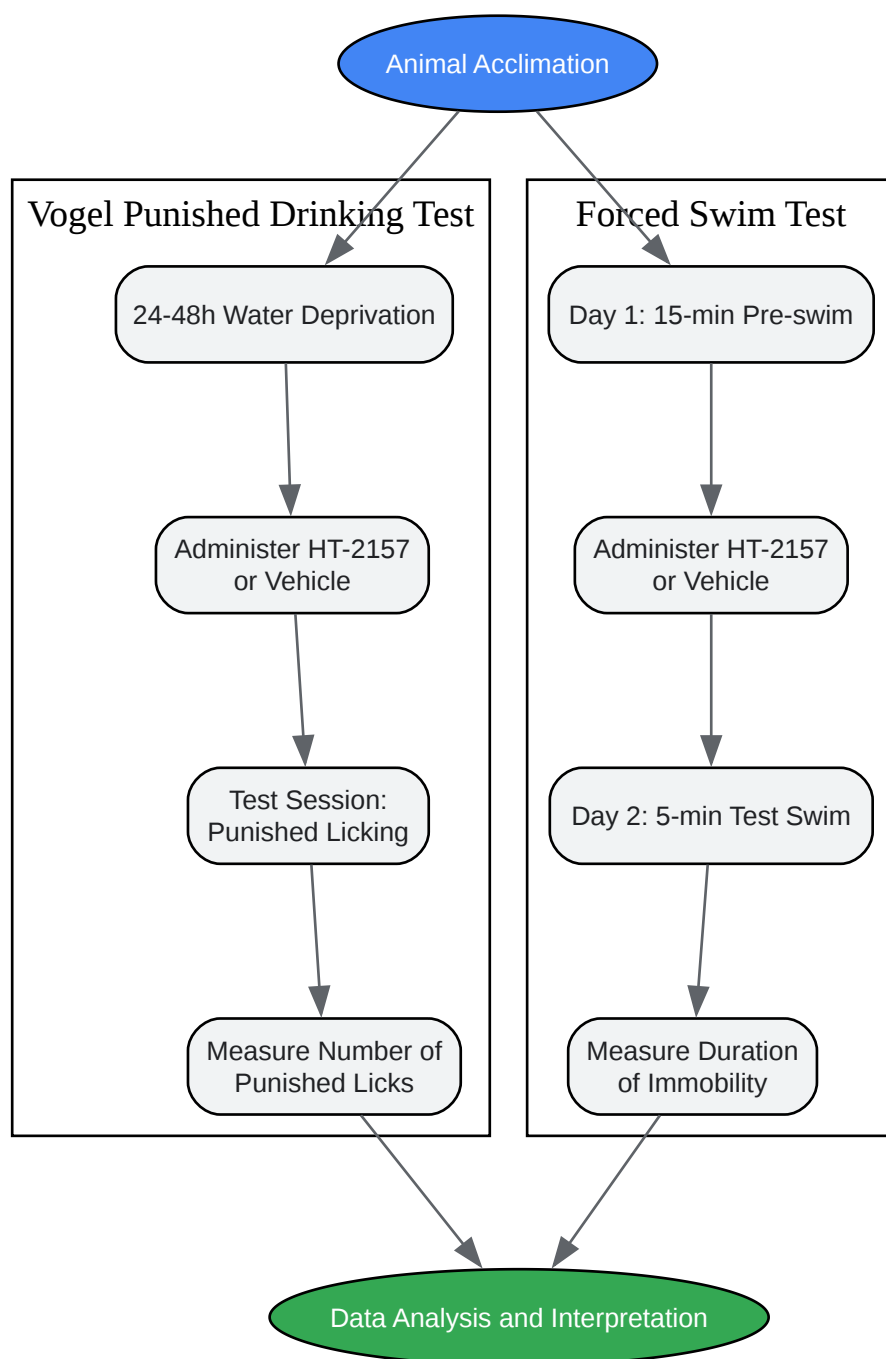 Animal Acclimation
Vogel Punished Drinking Test
24-48h Water Deprivation
Administer HT-2157
or Vehicle
Test Session:
Punished Licking
Measure Number of
Punished Licks
Forced Swim Test
Day 1: 15-min Pre-swim
Administer HT-2157
or Vehicle
Day 2: 5-min Test Swim
Measure Duration
of Immobility
Data Analysis and Interpretation